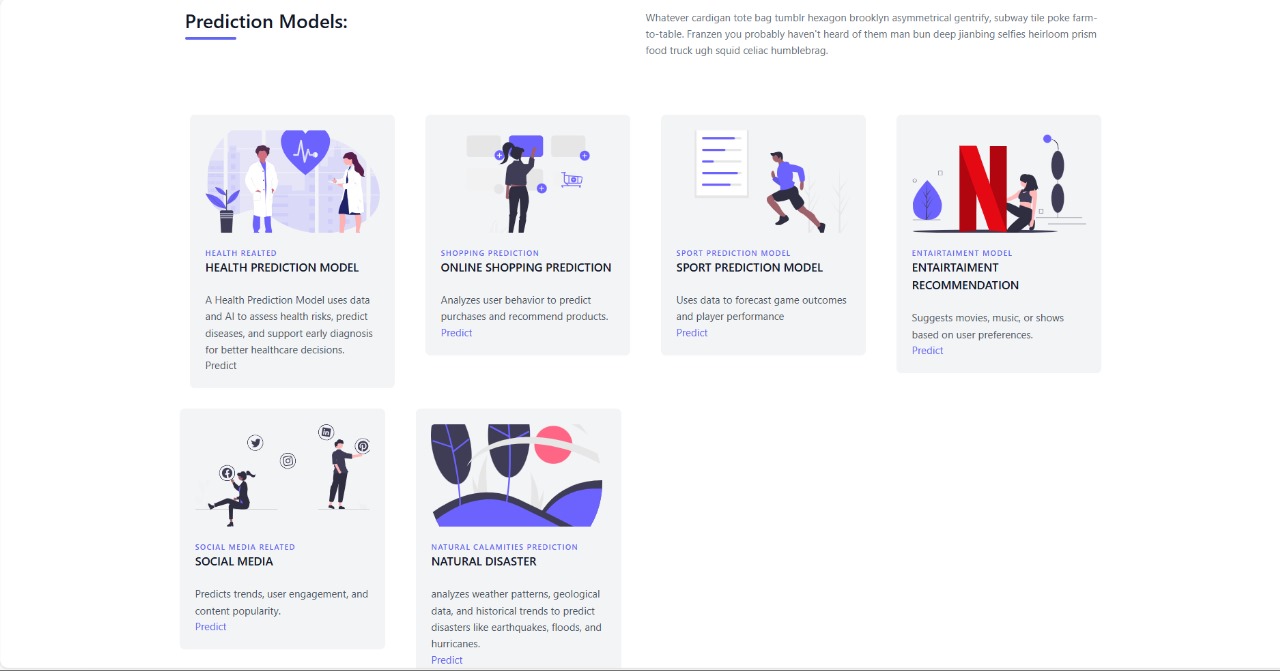 Prediction Models:
Whatever cardigan tote bag tumblr hexagon brooklyn asymmetrical gentrify, subway tile poke farm-
to-table. Franzen you probably haven't heard of them man bun deep jianbing selfies heirloom prism
food truck ugh squid celiac humblebrag.
HEALTH REALTED
HEALTH PREDICTION MODEL
A Health Prediction Model uses data
and AI to assess health risks, predict
diseases, and support early diagnosis
for better healthcare decisions.
Predict
SHOPPING PREDICTION
ONLINE SHOPPING PREDICTION
Analyzes user behavior to predict
purchases and recommend products.
Predict
SPORT PREDICTION MODEL
SPORT PREDICTION MODEL
Uses data to forecast game outcomes
and player performance
Predict
N
ENTAIRTAIMENT MODEL
ENTAIRTAIMENT
RECOMMENDATION
Suggests movies, music, or shows
based on user preferences.
Predict
SOCIAL MEDIA RELATED
SOCIAL MEDIA
Predicts trends, user engagement, and
content popularity.
Predict
NATURAL CALAMITIES PREDICTION
NATURAL DISASTER
analyzes weather patterns, geological
data, and historical trends to predict
disasters like earthquakes, floods, and
hurricanes.
Predict